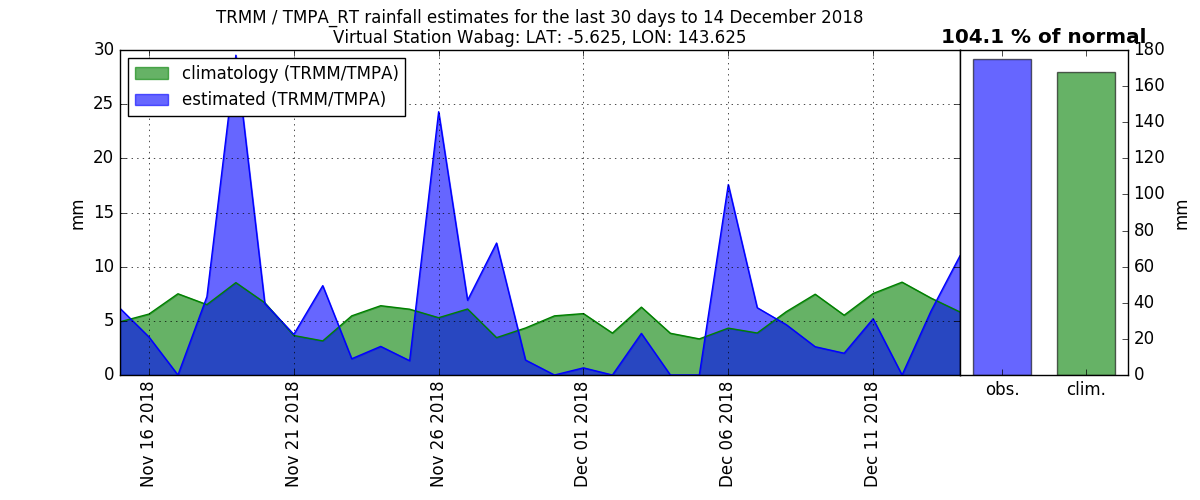 TRMM / TMPA_RT rainfall estimates for the last 30 days to 14 December 2018
Virtual Station Wabag: LAT: -5.625, LON: 143.625
104.1 % of normal
climatology (TRMM/TMPA)
estimated (TRMM/TMPA)
30
25
20
15
10
5
0
mm
Nov 16 2018
Nov 21 2018
Nov 26 2018
Dec 01 2018
Dec 06 2018
Dec 11 2018
obs.
clim.
180
160
140
120
100
80
60
40
20
0
mm